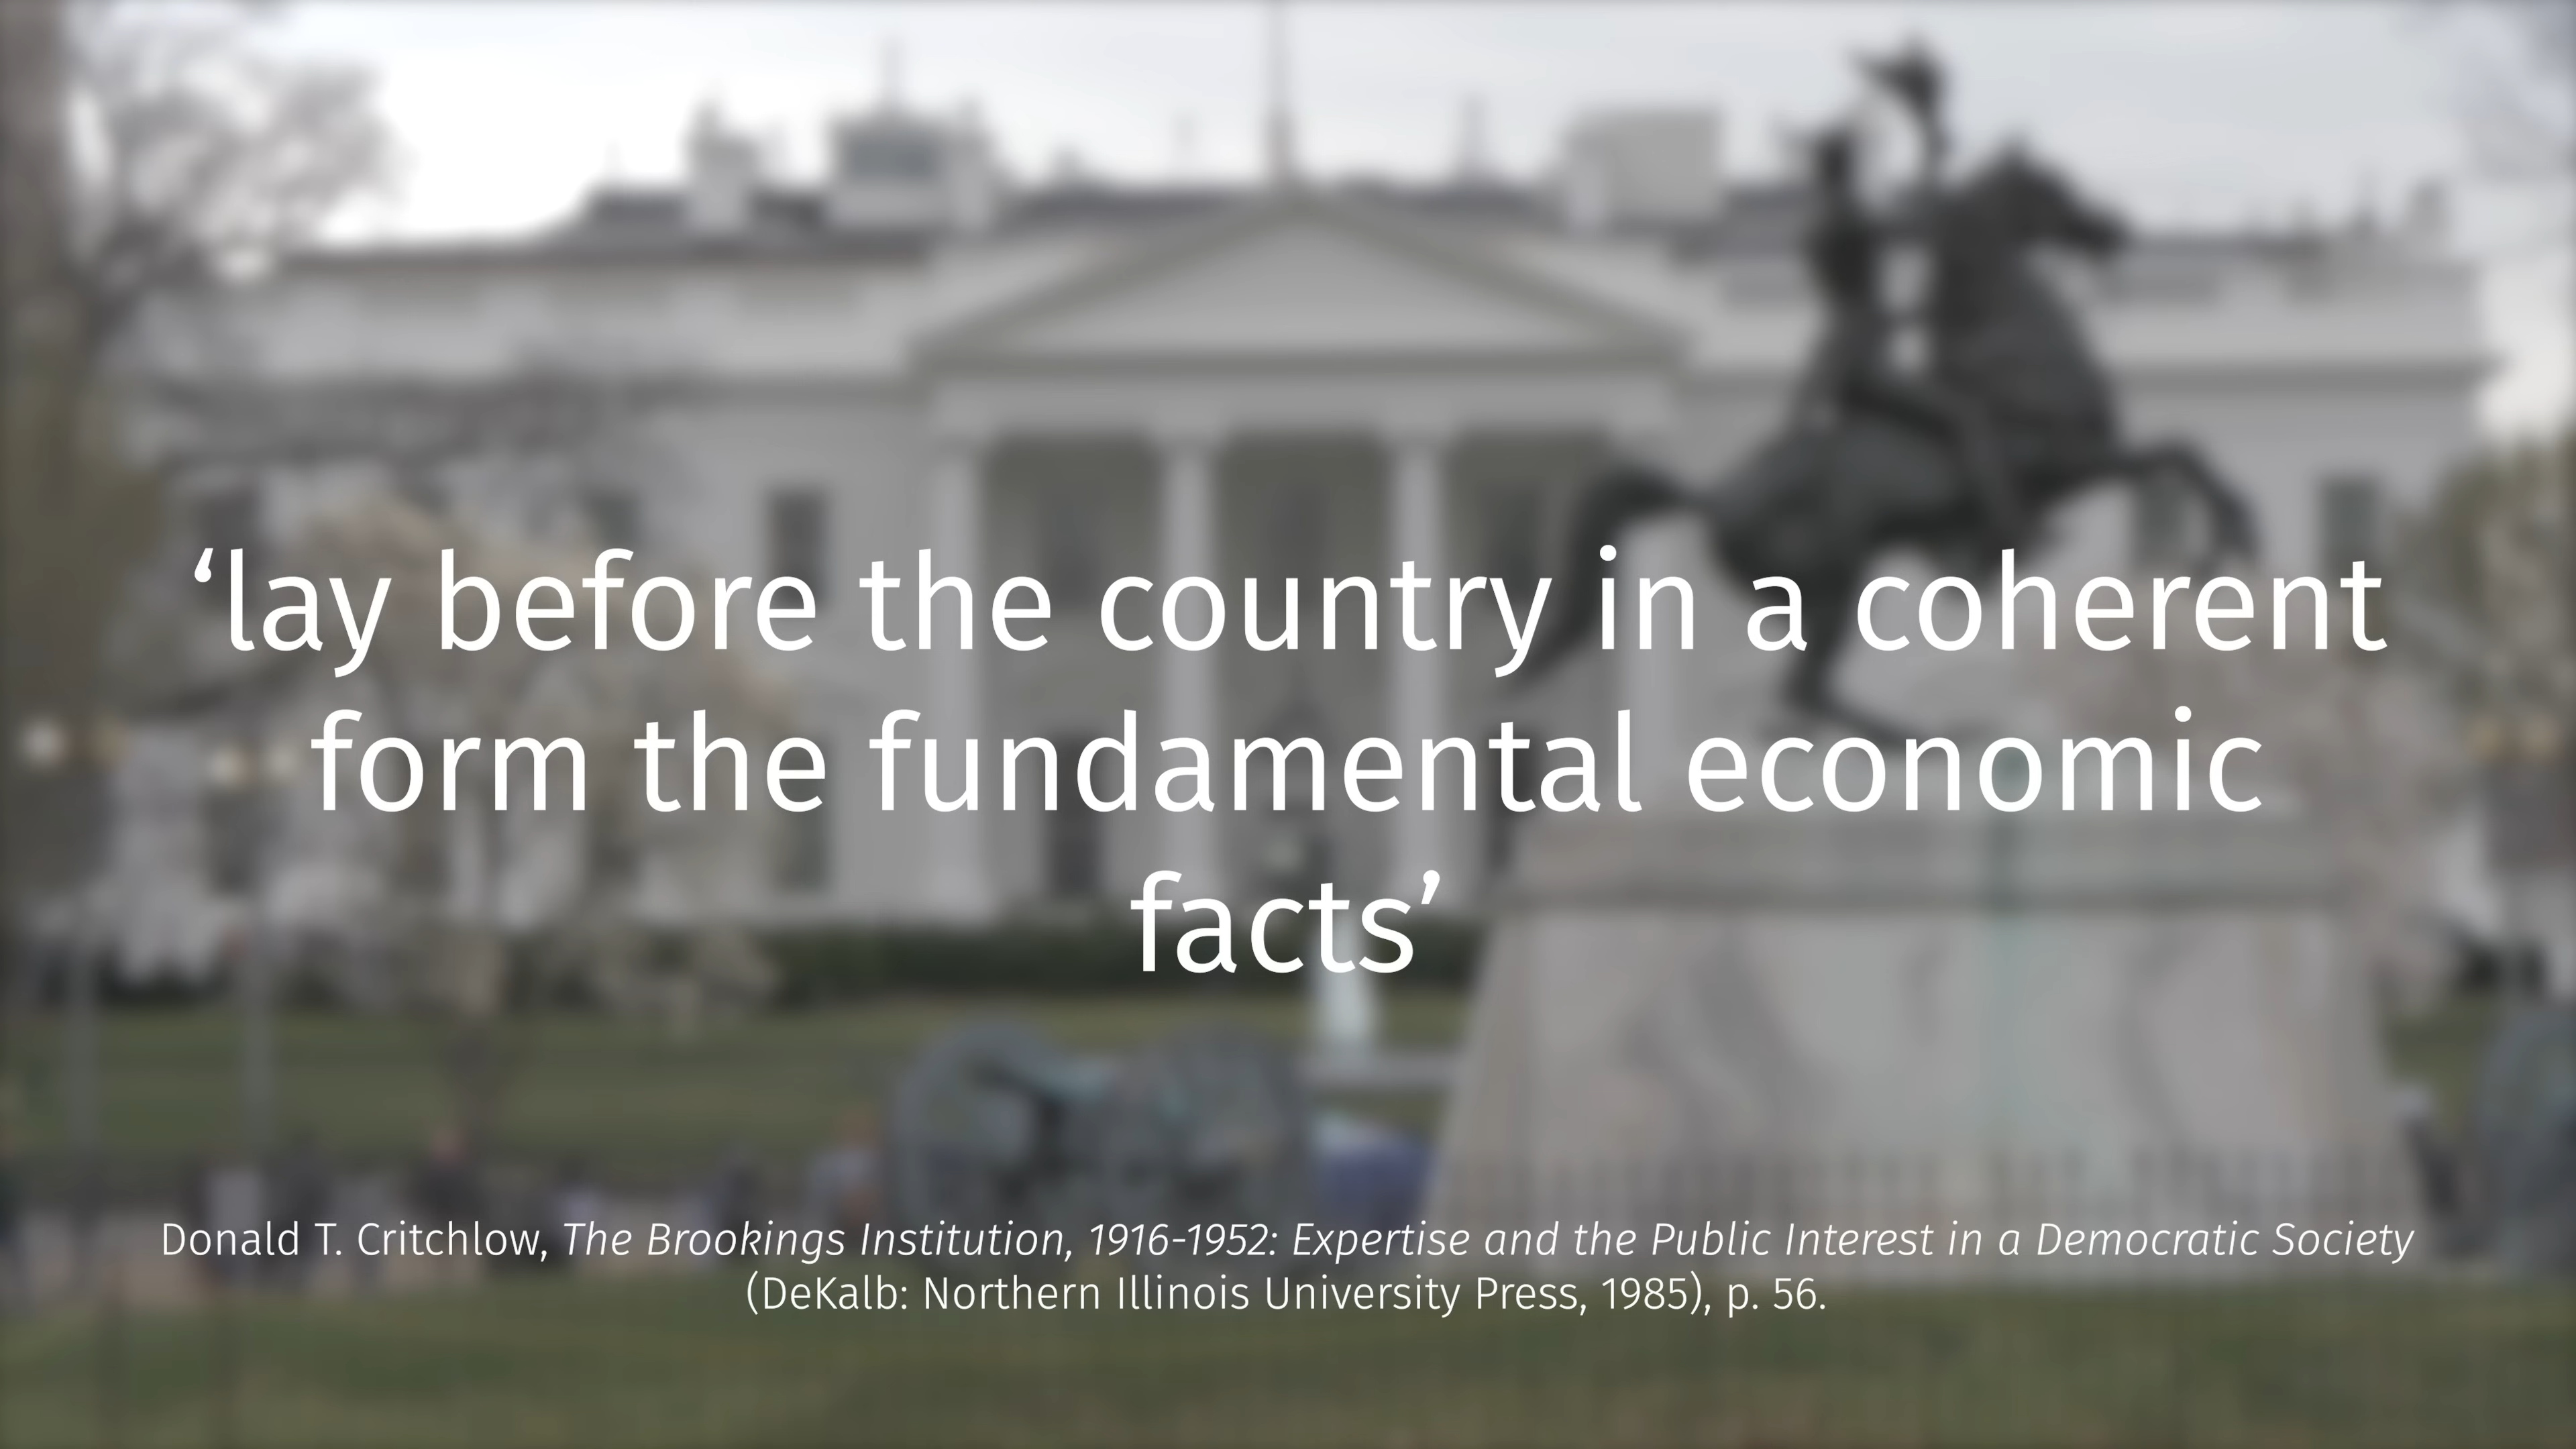 ‘lay before the country in a coherent
form the fundamental economic
facts’
Donald T. Critchlow, The Brookings Institution, 1916-1952: Expertise and the Public Interest in a Democratic Society
(DeKalb: Northern Illinois University Press, 1985), p. 56.